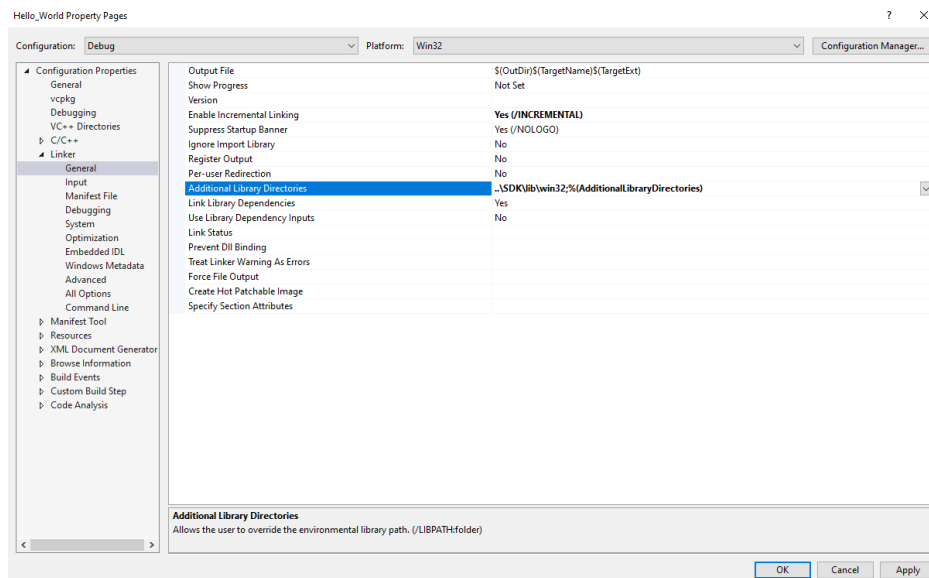 Hello_World Property Pages
Configuration: Debug Platform: Win32 Configuration Manager...
Configuration Properties
General
vcpkg
Debugging
VC++ Directories
C/C++
Linker
General
Input
Manifest File
Debugging
System
Optimization
Embedded IDL
Windows Metadata
Advanced
All Options
Command Line
Manifest Tool
Resources
XML Document Generator
Browse Information
Build Events
Custom Build Step
Code Analysis
Output File $(OutDir)$(TargetName)$(TargetExt)
Show Progress Not Set
Version
Enable Incremental Linking Yes (/INCREMENTAL)
Suppress Startup Banner Yes (/NOLOGO)
Ignore Import Library No
Register Output No
Per-user Redirection No
Additional Library Directories ..\SDK\lib\win32;%(AdditionalLibraryDirectories)
Link Library Dependencies Yes
Use Library Dependency Inputs No
Link Status
Prevent Dll Binding
Treat Linker Warning As Errors
Force File Output
Create Hot Patchable Image
Specify Section Attributes
Additional Library Directories
Allows the user to override the environmental library path. (/LIBPATH:folder)
OK Cancel Apply